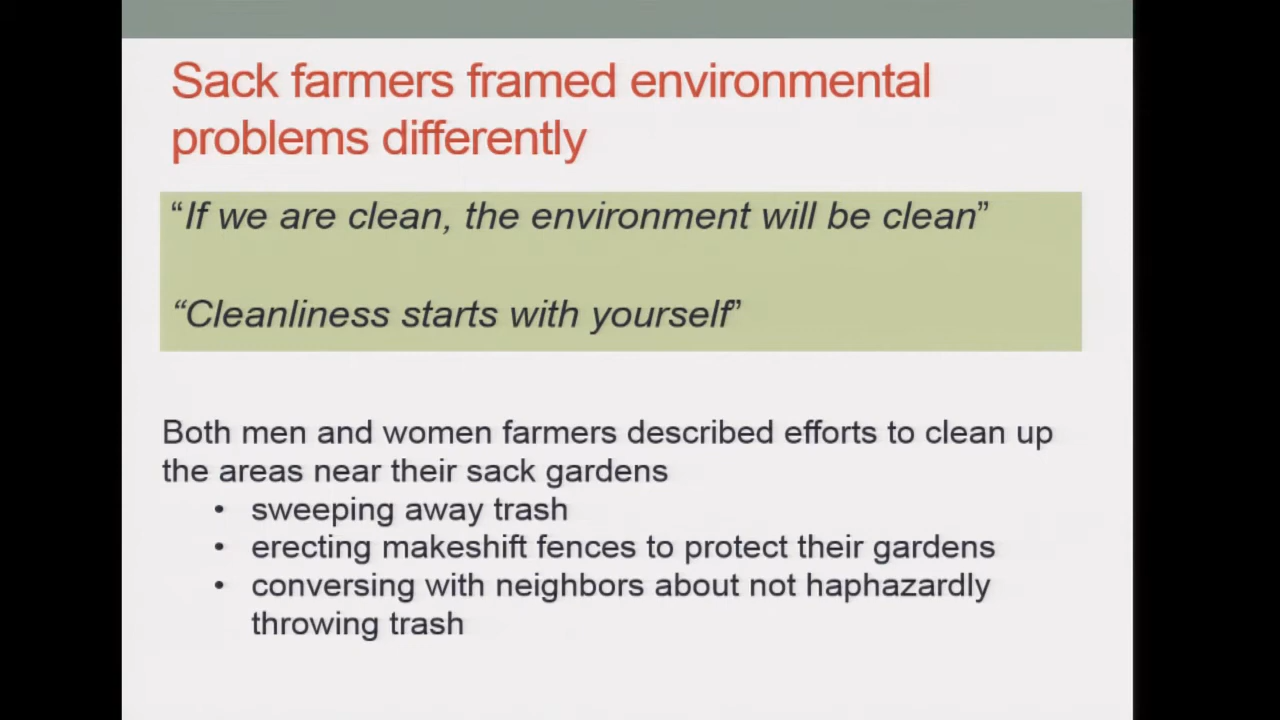 Sack farmers framed environmental
problems differently
“If we are clean, the environment will be clean”
“Cleanliness starts with yourself”
Both men and women farmers described efforts to clean up
the areas near their sack gardens
• sweeping away trash
• erecting makeshift fences to protect their gardens
• conversing with neighbors about not haphazardly
throwing trash